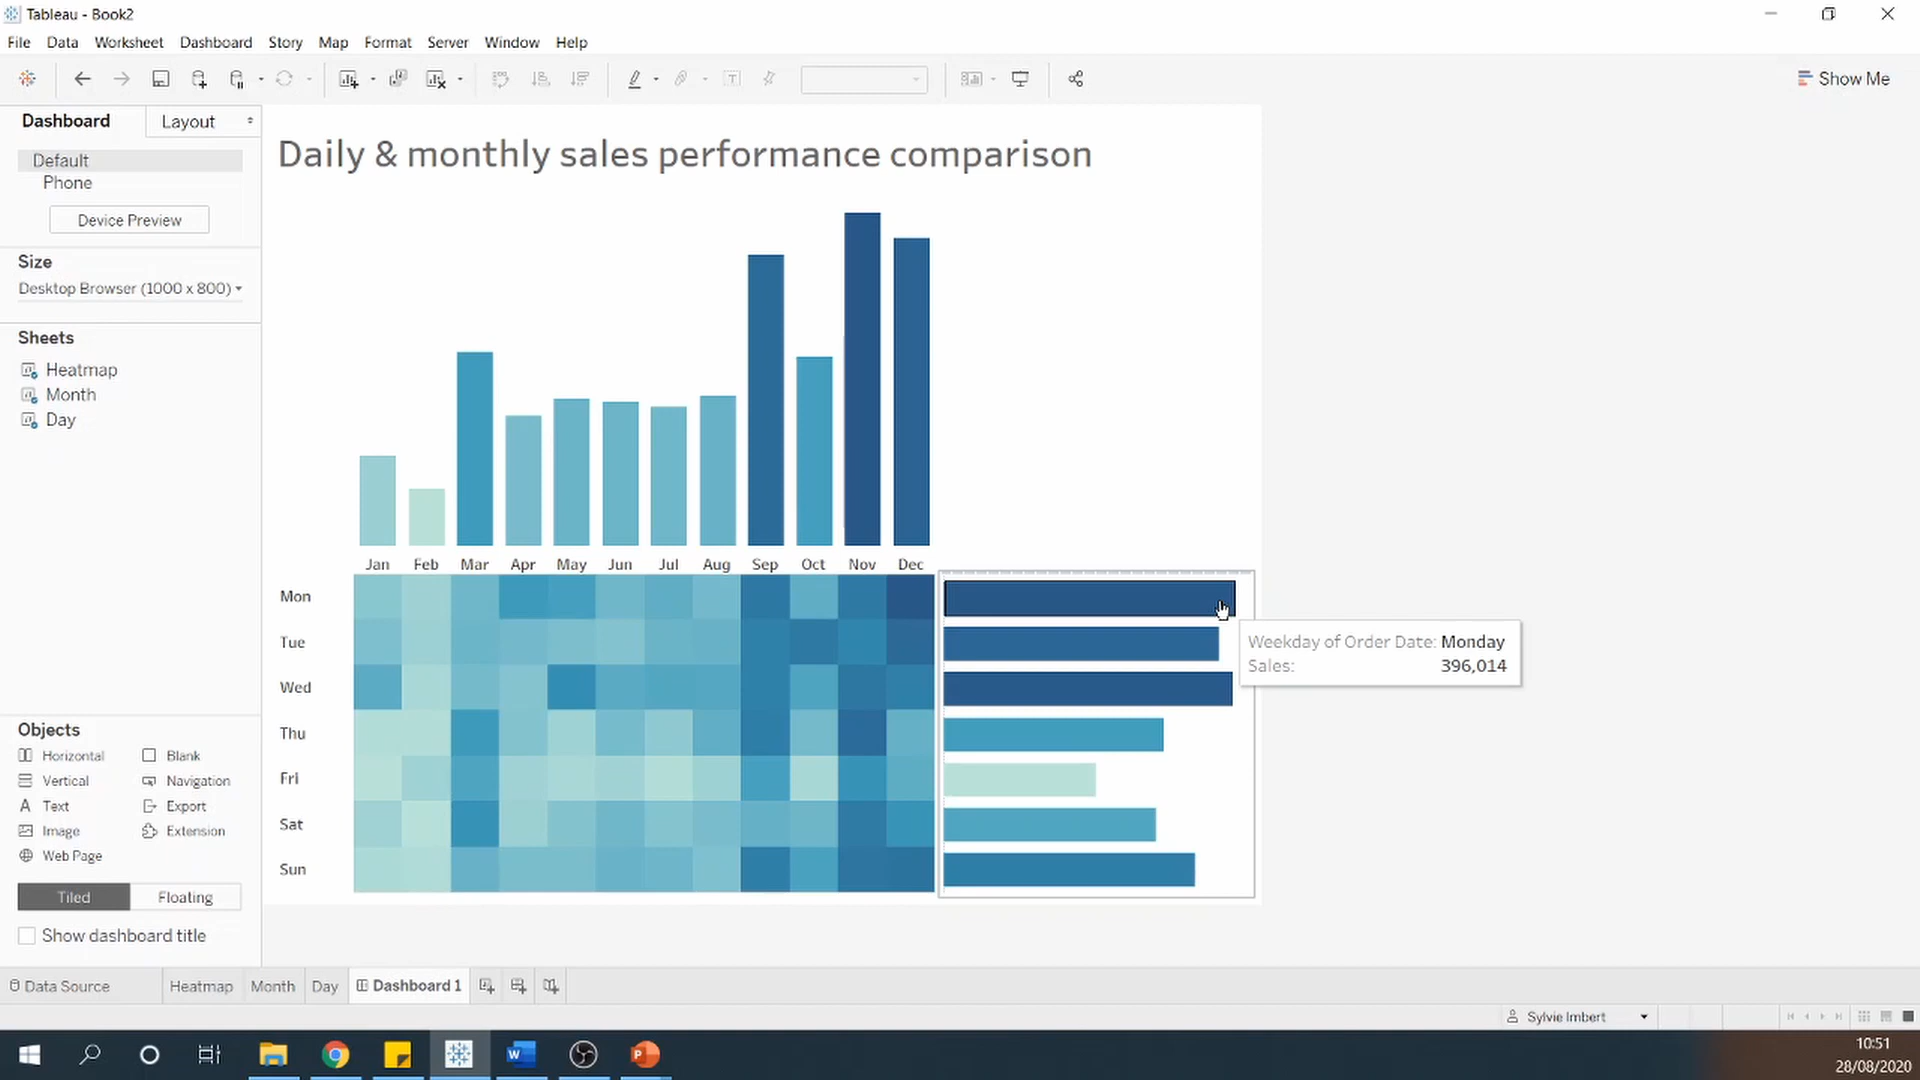 Tableau - Book2
File Data Worksheet Dashboard Story Map Format Server Window Help
Show Me
Dashboard Layout
Default
Phone
Device Preview
Size
Desktop Browser (1000 x 800)
Sheets
Heatmap
Month
Day
Objects
Horizontal Blank
Vertical Navigation
A Text Export
Image Extension
Web Page
Tiled Floating
Show dashboard title
Daily & monthly sales performance comparison
Jan Feb Mar Apr May Jun Jul Aug Sep Oct Nov Dec
Mon
Tue
Wed
Thu
Fri
Sat
Sun
Weekday of Order Date: Monday
Sales: 396,014
Data Source Heatmap Month Day Dashboard 1
Sylvie Imbert
10:51
28/08/2020